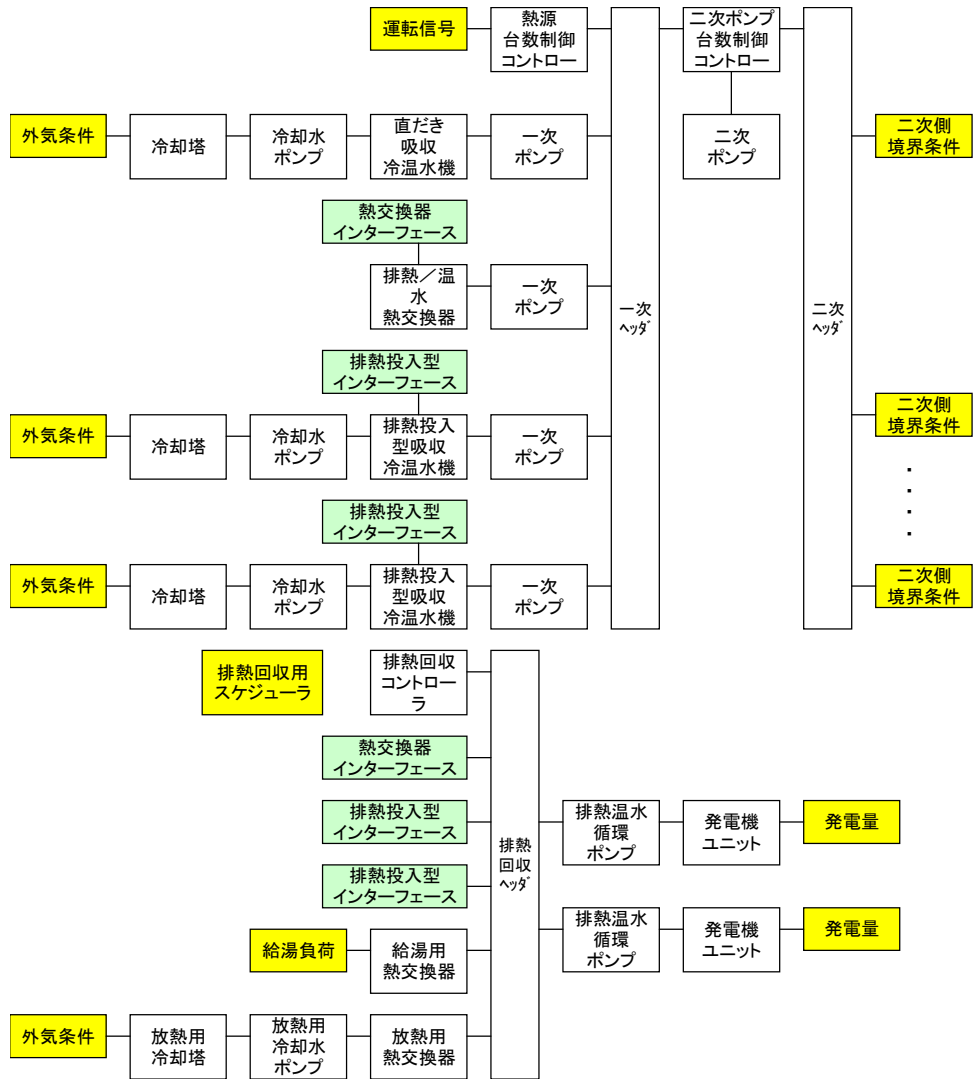 運転信号
熱源
台数制御
コントロー
二次ポンプ
台数制御
コントロー
外気条件
冷却塔
冷却水
ポンプ
直だき
吸収
冷温水機
一次
ポンプ
二次
ポンプ
二次側
境界条件
熱交換器
インターフェース
排熱／温
水
熱交換器
一次
ポンプ
一次
ヘッダ
二次
ヘッダ
排熱投入型
インターフェース
外気条件
冷却塔
冷却水
ポンプ
排熱投入
型吸収
冷温水機
一次
ポンプ
二次側
境界条件
・
・
・
・
排熱投入型
インターフェース
外気条件
冷却塔
冷却水
ポンプ
排熱投入
型吸収
冷温水機
一次
ポンプ
二次側
境界条件
排熱回収用
スケジューラ
排熱回収
コントロー
ラ
熱交換器
インターフェース
排熱投入型
インターフェース
排熱
回収
ヘッダ
排熱温水
循環
ポンプ
発電機
ユニット
発電量
排熱投入型
インターフェース
給湯負荷
給湯用
熱交換器
排熱温水
循環
ポンプ
発電機
ユニット
発電量
外気条件
放熱用
冷却塔
放熱用
冷却水
ポンプ
放熱用
熱交換器